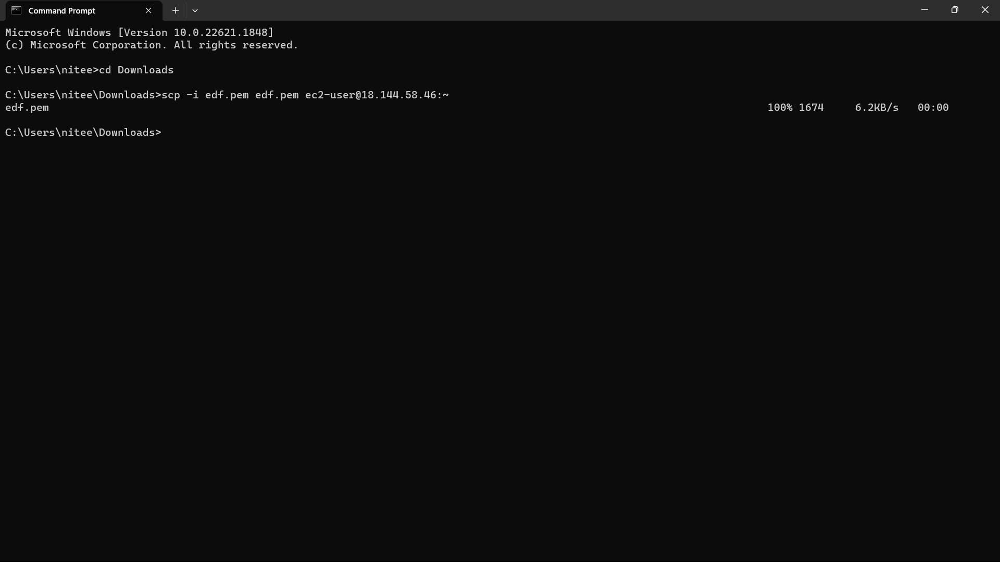 Command Prompt
Microsoft Windows [Version 10.0.22621.1848]
(c) Microsoft Corporation. All rights reserved.
C:\Users\nitee>cd Downloads
C:\Users\nitee\Downloads>scp -i edf.pem edf.pem ec2-user@18.144.58.46:~
edf.pem 100% 1674 6.2KB/s 00:00
C:\Users\nitee\Downloads>